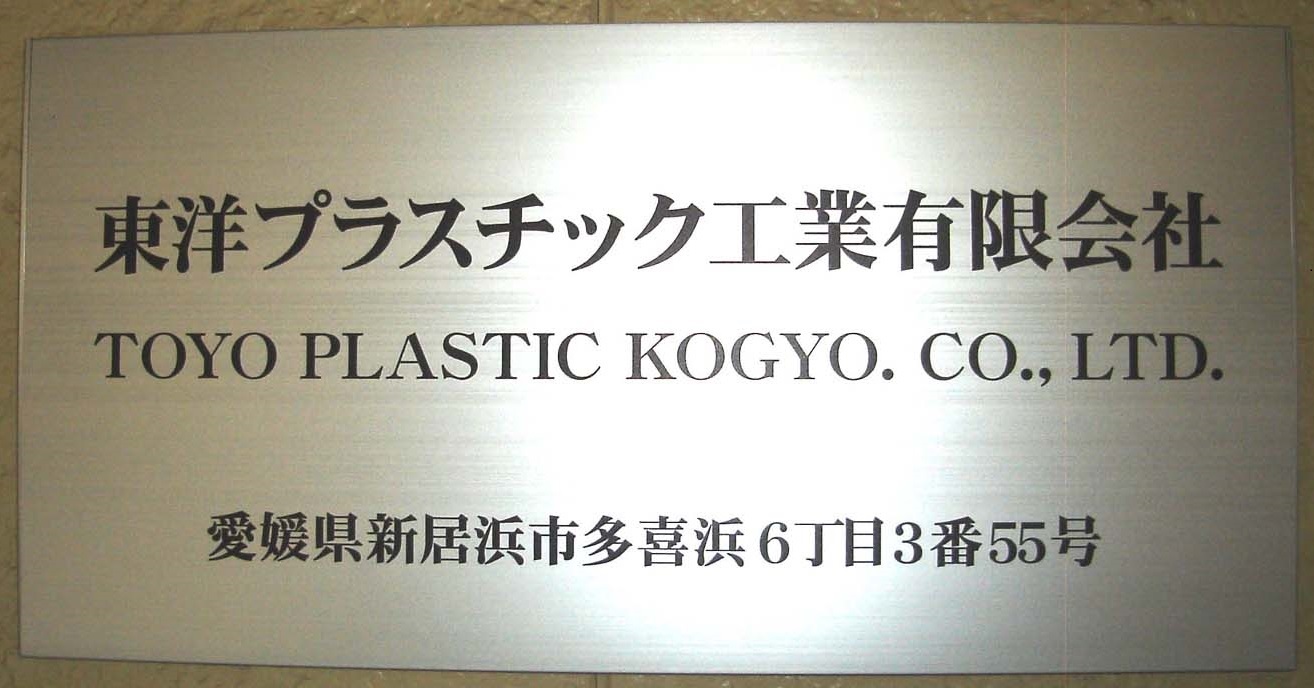 東洋プラスチック工業有限会社
TOYO PLASTIC KOGYO. CO., LTD.
愛媛県新居浜市多喜浜6丁目3番55号